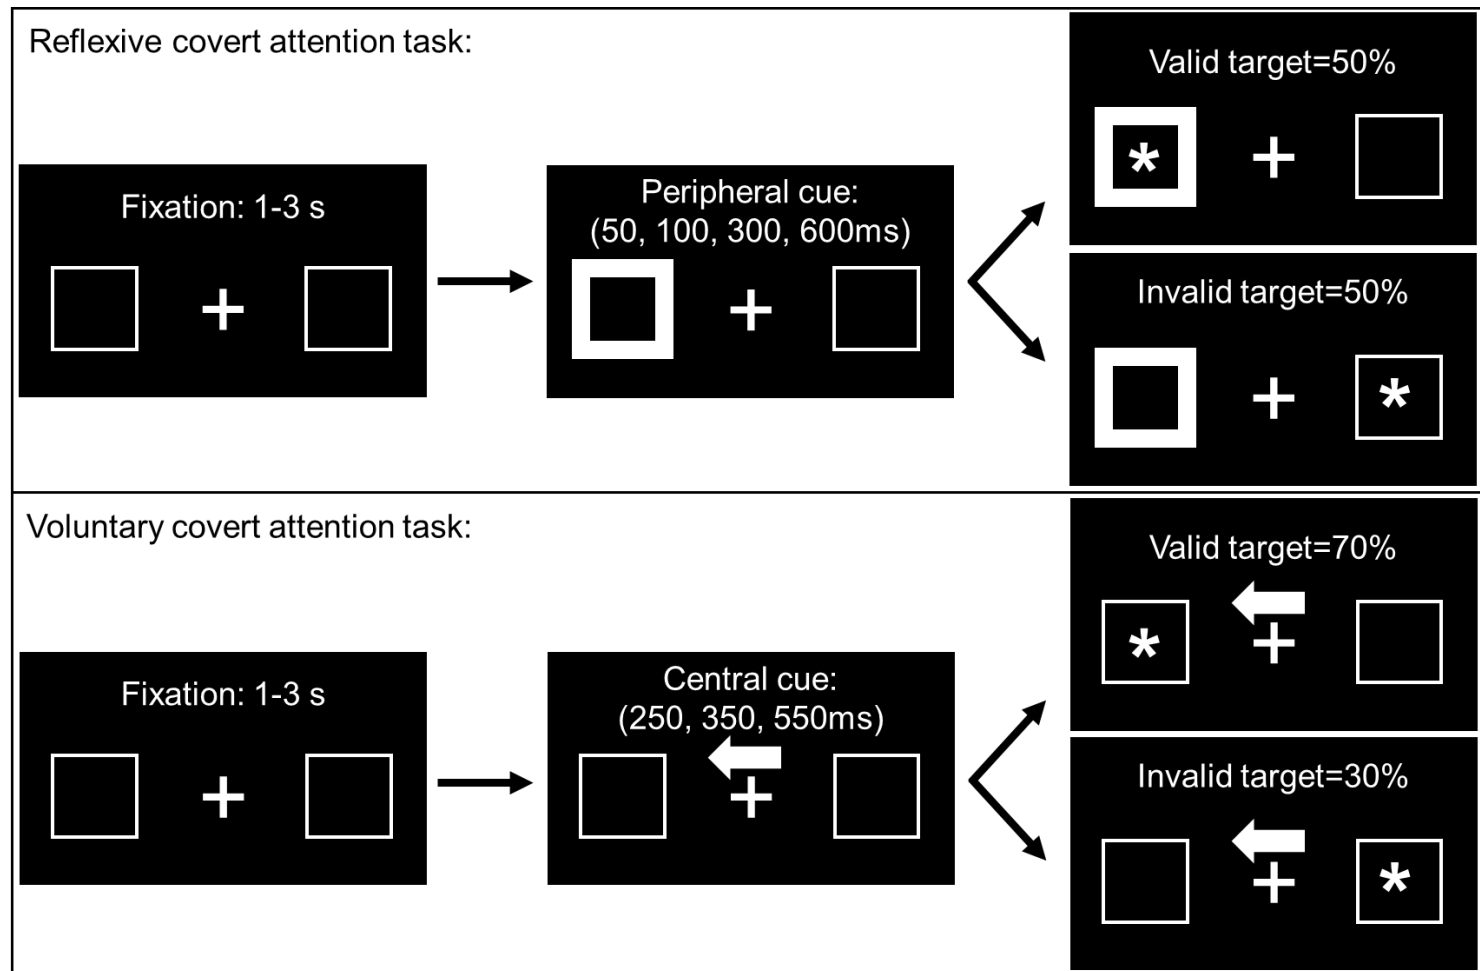 Reflexive covert attention task:
Fixation: 1-3 s
Peripheral cue:
(50, 100, 300, 600ms)
Valid target=50%
*
Invalid target=50%
*
Voluntary covert attention task:
Fixation: 1-3 s
Central cue:
(250, 350, 550ms)
Valid target=70%
*
Invalid target=30%
*